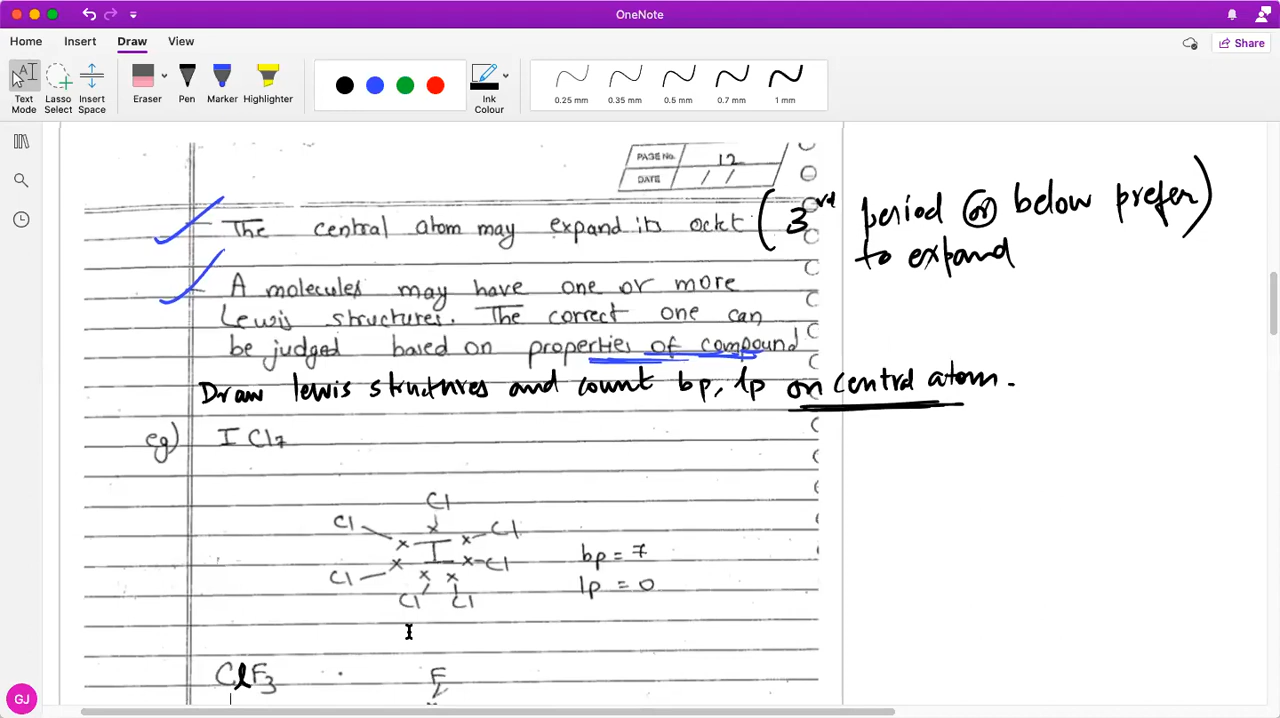 OneNote
Home Insert Draw View
Share
Text Mode
Lasso Select
Insert Space
Eraser
Pen
Marker
Highlighter
Ink Colour
0.25 mm
0.35 mm
0.5 mm
0.7 mm
1 mm
PAGE No. 12
DATE / /
The central atom may expand its octet (3rd period or below prefer)
to expand
A molecules may have one or more
Lewis structures. The correct one can
be judged based on properties of compound
Draw lewis structures and count bp, lp on central atom.
eg) ICl7
Cl
Cl Cl
I
Cl Cl
Cl Cl
bp = 7
lp = 0
ClF3
F
GJ